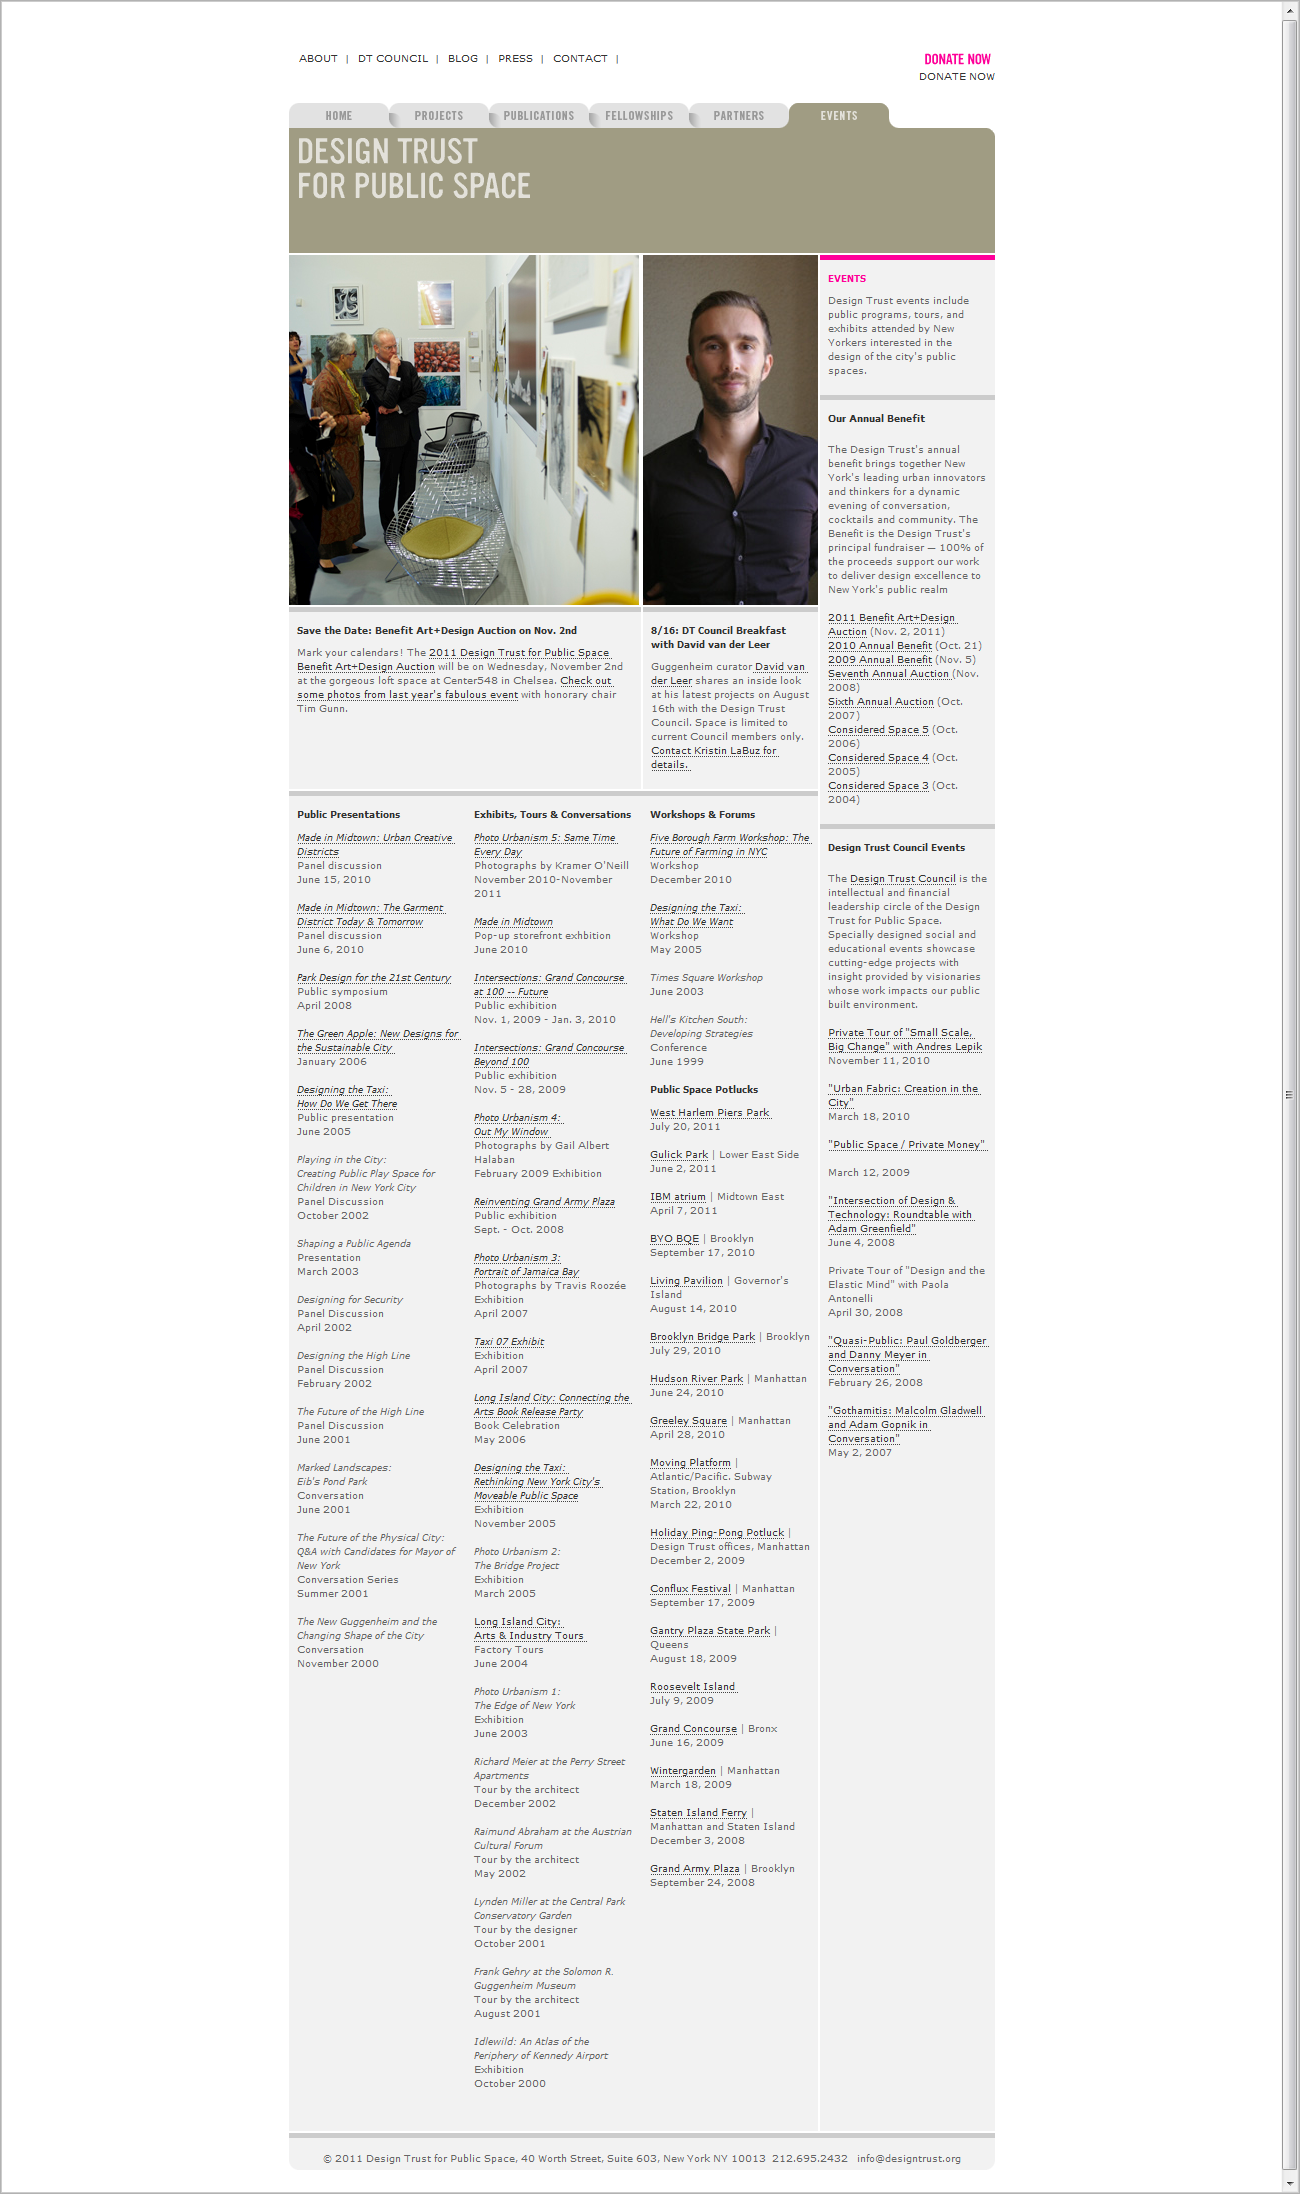 ABOUT | DT COUNCIL | BLOG | PRESS | CONTACT |
DONATE NOW
DONATE NOW
HOME PROJECTS PUBLICATIONS FELLOWSHIPS PARTNERS EVENTS
DESIGN TRUST
FOR PUBLIC SPACE
Save the Date: Benefit Art+Design Auction on Nov. 2nd
Mark your calendars! The 2011 Design Trust for Public Space
Benefit Art+Design Auction will be on Wednesday, November 2nd
at the gorgeous loft space at Center548 in Chelsea. Check out
some photos from last year's fabulous event with honorary chair
Tim Gunn.
8/16: DT Council Breakfast
with David van der Leer
Guggenheim curator David van
der Leer shares an inside look
at his latest projects on August
16th with the Design Trust
Council. Space is limited to
current Council members only.
Contact Kristin LaBuz for
details.
EVENTS
Design Trust events include
public programs, tours, and
exhibits attended by New
Yorkers interested in the
design of the city's public
spaces.
Our Annual Benefit
The Design Trust's annual
benefit brings together New
York's leading urban innovators
and thinkers for a dynamic
evening of conversation,
cocktails and community. The
Benefit is the Design Trust's
principal fundraiser — 100% of
the proceeds support our work
to deliver design excellence to
New York's public realm
2011 Benefit Art+Design
Auction (Nov. 2, 2011)
2010 Annual Benefit (Oct. 21)
2009 Annual Benefit (Nov. 5)
Seventh Annual Auction (Nov.
2008)
Sixth Annual Auction (Oct.
2007)
Considered Space 5 (Oct.
2006)
Considered Space 4 (Oct.
2005)
Considered Space 3 (Oct.
2004)
Public Presentations
Made in Midtown: Urban Creative
Districts
Panel discussion
June 15, 2010
Made in Midtown: The Garment
District Today & Tomorrow
Panel discussion
June 6, 2010
Park Design for the 21st Century
Public symposium
April 2008
The Green Apple: New Designs for
the Sustainable City
January 2006
Designing the Taxi:
How Do We Get There
Public presentation
June 2005
Playing in the City:
Creating Public Play Space for
Children in New York City
Panel Discussion
October 2002
Shaping a Public Agenda
Presentation
March 2003
Designing for Security
Panel Discussion
April 2002
Designing the High Line
Panel Discussion
February 2002
The Future of the High Line
Panel Discussion
June 2001
Marked Landscapes:
Eib's Pond Park
Conversation
June 2001
The Future of the Physical City:
Q&A with Candidates for Mayor of
New York
Conversation Series
Summer 2001
The New Guggenheim and the
Changing Shape of the City
Conversation
November 2000
Exhibits, Tours & Conversations
Photo Urbanism 5: Same Time
Every Day
Photographs by Kramer O'Neill
November 2010-November
2011
Made in Midtown
Pop-up storefront exhbition
June 2010
Intersections: Grand Concourse
at 100 -- Future
Public exhibition
Nov. 1, 2009 - Jan. 3, 2010
Intersections: Grand Concourse
Beyond 100
Public exhibition
Nov. 5 - 28, 2009
Photo Urbanism 4:
Out My Window
Photographs by Gail Albert
Halaban
February 2009 Exhibition
Reinventing Grand Army Plaza
Public exhibition
Sept. - Oct. 2008
Photo Urbanism 3:
Portrait of Jamaica Bay
Photographs by Travis Roozée
Exhibition
April 2007
Taxi 07 Exhibit
Exhibition
April 2007
Long Island City: Connecting the
Arts Book Release Party
Book Celebration
May 2006
Designing the Taxi:
Rethinking New York City's
Moveable Public Space
Exhibition
November 2005
Photo Urbanism 2:
The Bridge Project
Exhibition
March 2005
Long Island City:
Arts & Industry Tours
Factory Tours
June 2004
Photo Urbanism 1:
The Edge of New York
Exhibition
June 2003
Richard Meier at the Perry Street
Apartments
Tour by the architect
December 2002
Raimund Abraham at the Austrian
Cultural Forum
Tour by the architect
May 2002
Lynden Miller at the Central Park
Conservatory Garden
Tour by the designer
October 2001
Frank Gehry at the Solomon R.
Guggenheim Museum
Tour by the architect
August 2001
Idlewild: An Atlas of the
Periphery of Kennedy Airport
Exhibition
October 2000
Workshops & Forums
Five Borough Farm Workshop: The
Future of Farming in NYC
Workshop
December 2010
Designing the Taxi:
What Do We Want
Workshop
May 2005
Times Square Workshop
June 2003
Hell's Kitchen South:
Developing Strategies
Conference
June 1999
Public Space Potlucks
West Harlem Piers Park
July 20, 2011
Gulick Park | Lower East Side
June 2, 2011
IBM atrium | Midtown East
April 7, 2011
BYO BQE | Brooklyn
September 17, 2010
Living Pavilion | Governor's
Island
August 14, 2010
Brooklyn Bridge Park | Brooklyn
July 29, 2010
Hudson River Park | Manhattan
June 24, 2010
Greeley Square | Manhattan
April 28, 2010
Moving Platform |
Atlantic/Pacific. Subway
Station, Brooklyn
March 22, 2010
Holiday Ping-Pong Potluck |
Design Trust offices, Manhattan
December 2, 2009
Conflux Festival | Manhattan
September 17, 2009
Gantry Plaza State Park |
Queens
August 18, 2009
Roosevelt Island
July 9, 2009
Grand Concourse | Bronx
June 16, 2009
Wintergarden | Manhattan
March 18, 2009
Staten Island Ferry |
Manhattan and Staten Island
December 3, 2008
Grand Army Plaza | Brooklyn
September 24, 2008
Design Trust Council Events
The Design Trust Council is the
intellectual and financial
leadership circle of the Design
Trust for Public Space.
Specially designed social and
educational events showcase
cutting-edge projects with
insight provided by visionaries
whose work impacts our public
built environment.
Private Tour of "Small Scale,
Big Change" with Andres Lepik
November 11, 2010
"Urban Fabric: Creation in the
City"
March 18, 2010
"Public Space / Private Money"
March 12, 2009
"Intersection of Design &
Technology: Roundtable with
Adam Greenfield"
June 4, 2008
Private Tour of "Design and the
Elastic Mind" with Paola
Antonelli
April 30, 2008
"Quasi-Public: Paul Goldberger
and Danny Meyer in
Conversation"
February 26, 2008
"Gothamitis: Malcolm Gladwell
and Adam Gopnik in
Conversation"
May 2, 2007
© 2011 Design Trust for Public Space, 40 Worth Street, Suite 603, New York NY 10013 212.695.2432 info@designtrust.org